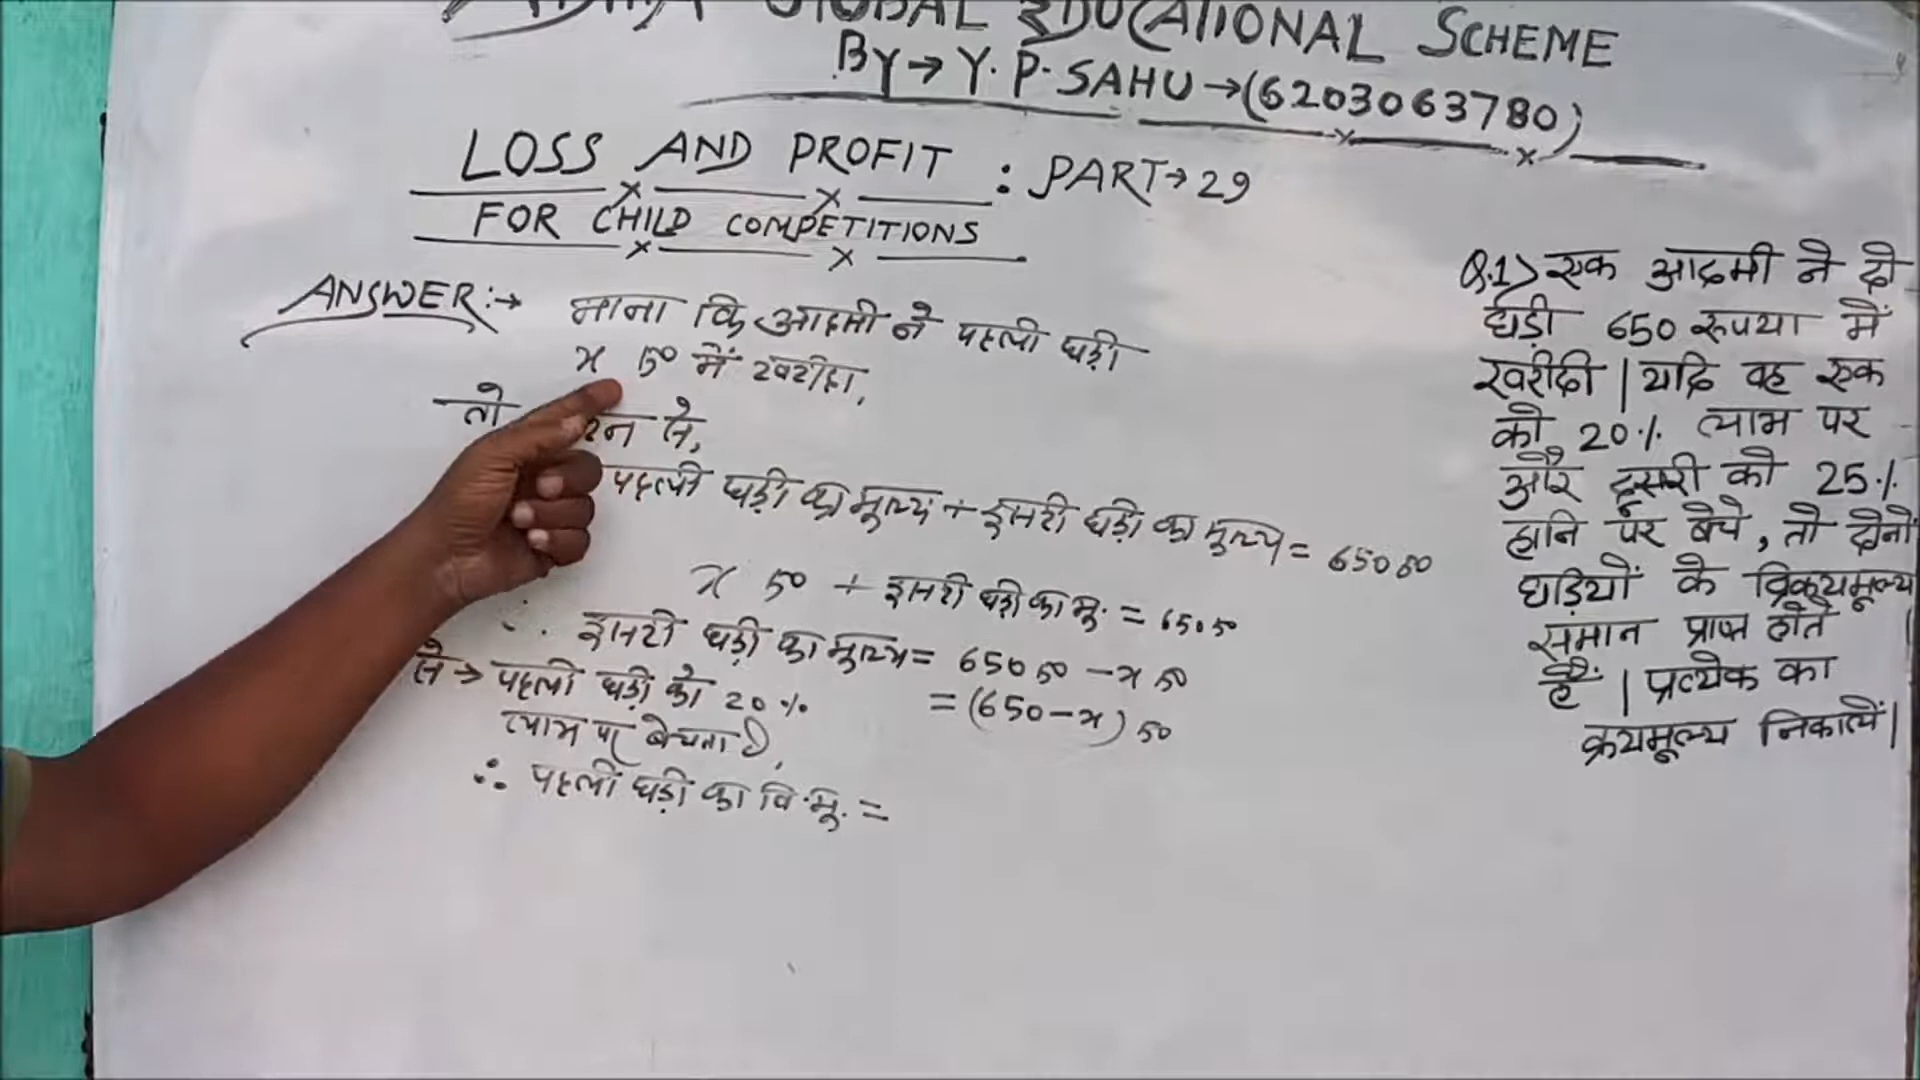 GLOBAL EDUCATIONAL SCHEME
By→ Y. P. SAHU →(6203063780)
LOSS AND PROFIT : PART→29
FOR CHILD COMPETITIONS
ANSWER:→ माना कि आदमी ने पहली घड़ी
x रु० में खरीदा,
तो से,
पहली घड़ी का मूल्य + दूसरी घड़ी का मूल्य = 650 रु०
x रु० + दूसरी घड़ी का मू. = 650 रु०
∴ दूसरी घड़ी का मूल्य = 650 रु० - x रु०
= (650-x) रु०
से → पहली घड़ी को 20%
लाभ पर बेचता है,
∴ पहली घड़ी का वि.मू. =
Q.1> एक आदमी ने दो
घड़ी 650 रुपया में
खरीदी | यदि वह एक
को 20% लाभ पर
और दूसरी को 25%
हानि पर बेचे, तो दोनों
घड़ियों के विक्रयमूल्य
समान प्राप्त होते
हैं | प्रत्येक का
क्रयमूल्य निकालें |